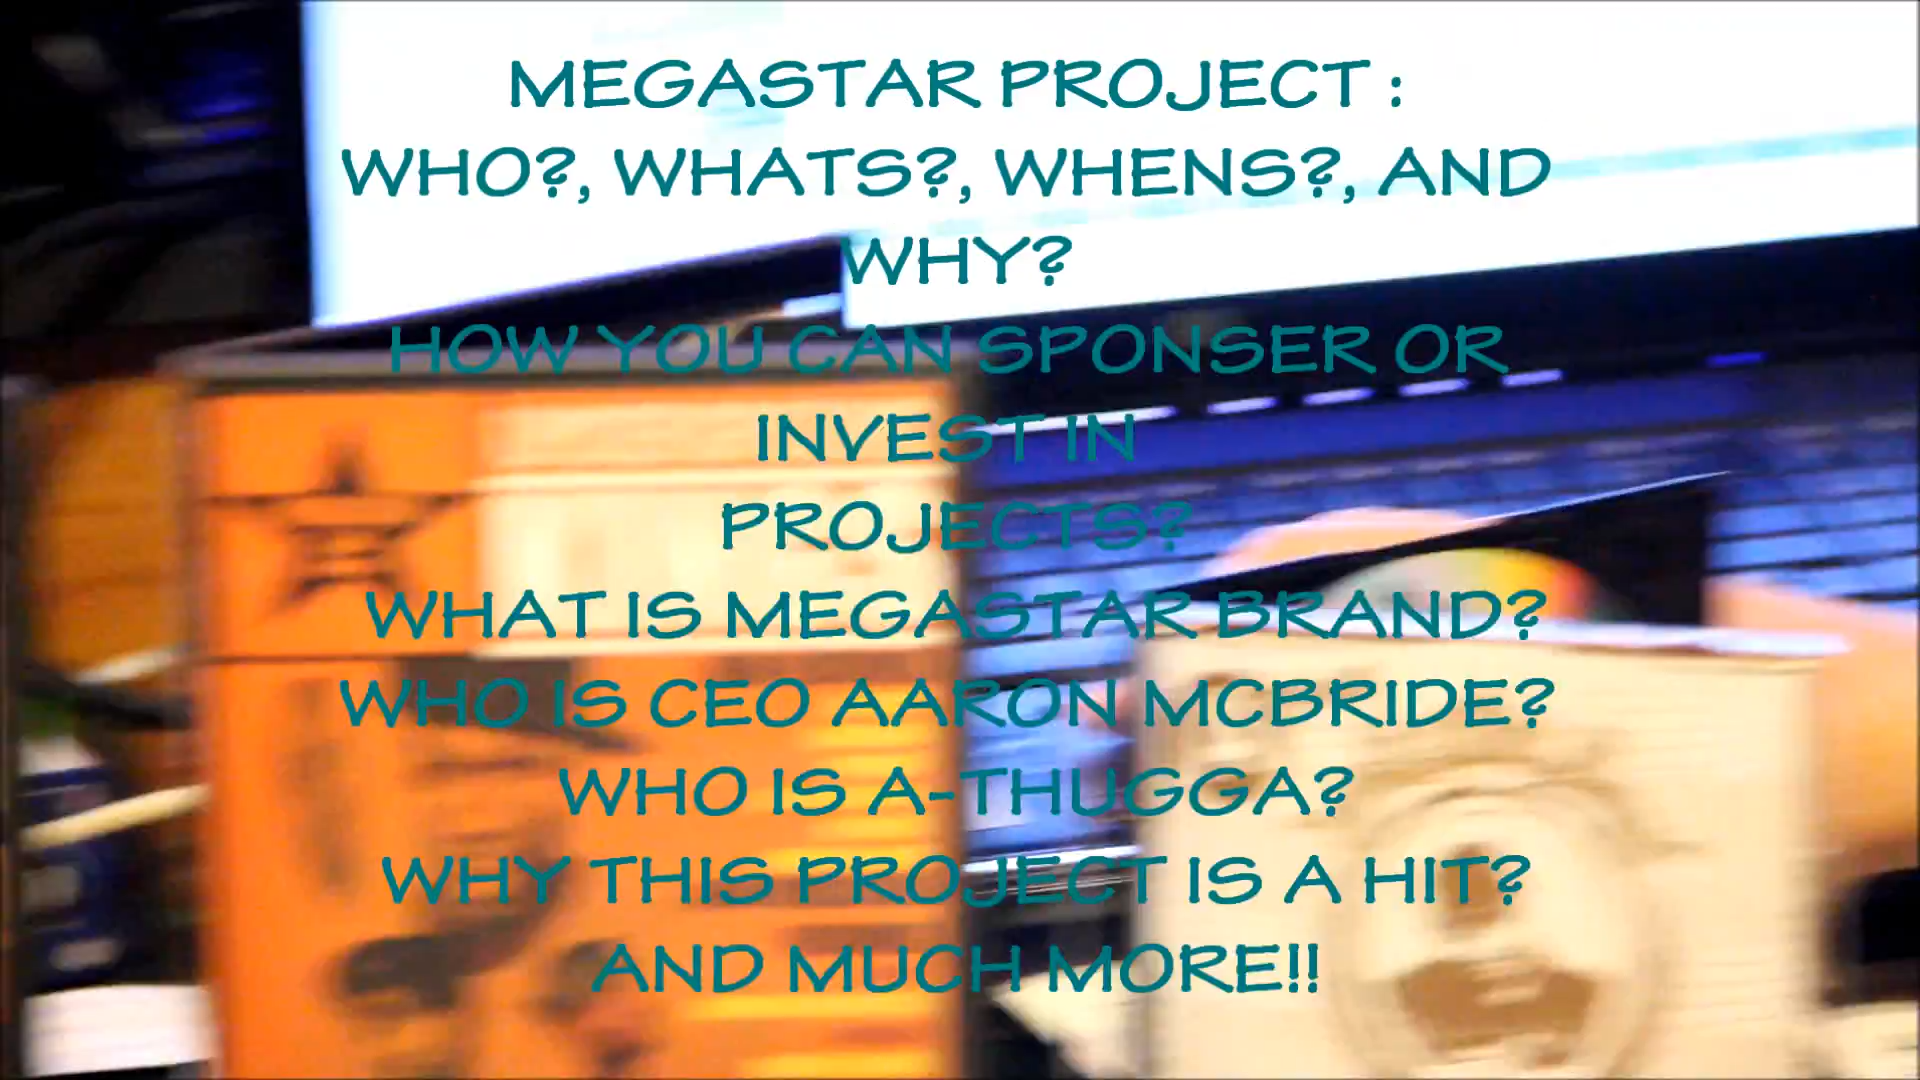 MEGASTAR PROJECT :
WHO?, WHATS?, WHENS?, AND
WHY?
HOW YOU CAN SPONSER OR
INVEST IN
PROJECTS?
WHAT IS MEGASTAR BRAND?
WHO IS CEO AARON MCBRIDE?
WHO IS A-THUGGA?
WHY THIS PROJECT IS A HIT?
AND MUCH MORE!!